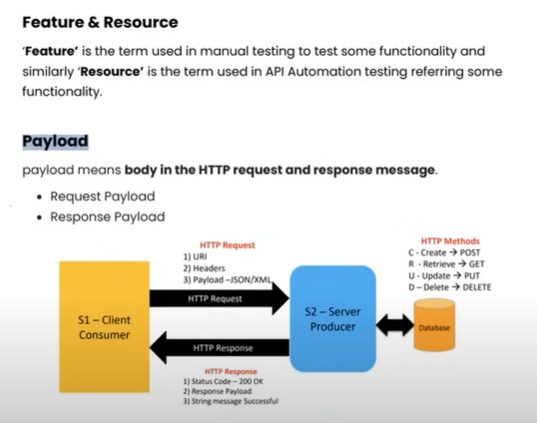 Feature & Resource
‘Feature’ is the term used in manual testing to test some functionality and
similarly ‘Resource’ is the term used in API Automation testing referring some
functionality.
Payload
payload means body in the HTTP request and response message.
• Request Payload
• Response Payload
HTTP Request
1) URI
2) Headers
3) Payload –JSON/XML
HTTP Request
S1 – Client
Consumer
S2 – Server
Producer
HTTP Response
HTTP Response
1) Status Code – 200 OK
2) Response Payload
3) String message Successful
HTTP Methods
C - Create → POST
R - Retrieve → GET
U - Update → PUT
D – Delete → DELETE
Database